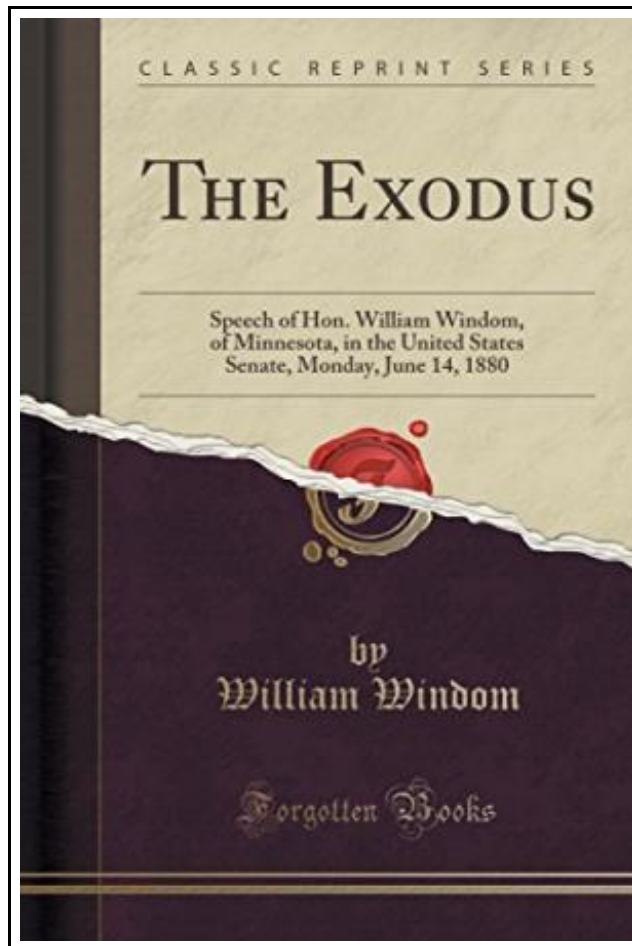 CLASSIC REPRINT SERIES
THE EXODUS
Speech of Hon. William Windom,
of Minnesota, in the United States
Senate, Monday, June 14, 1880
F
by
William Windom
Forgotten Books